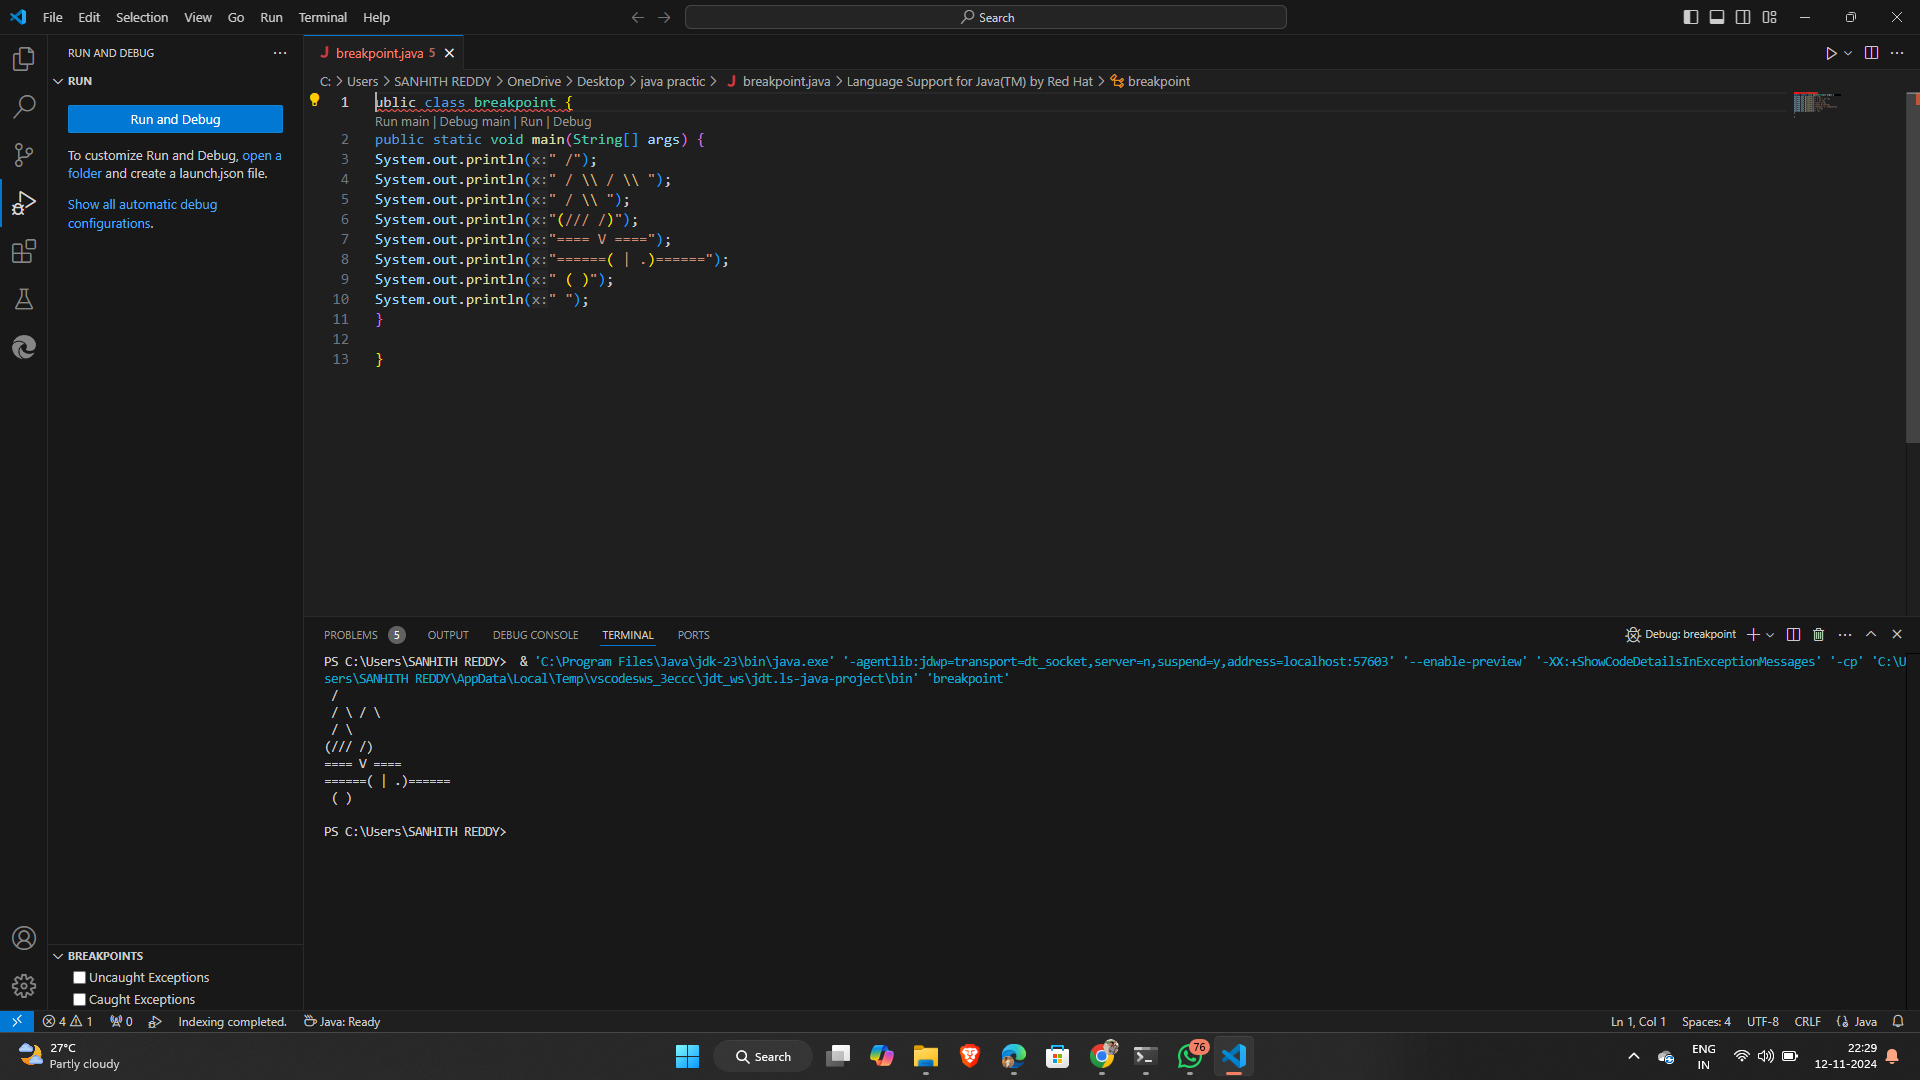 File Edit Selection View Go Run Terminal Help
Search
RUN AND DEBUG
RUN
Run and Debug
To customize Run and Debug, open a
folder and create a launch.json file.
Show all automatic debug
configurations.
breakpoint.java 5
C: > Users > SANHITH REDDY > OneDrive > Desktop > java practic > J breakpoint.java > Language Support for Java(TM) by Red Hat > breakpoint
1 ublic class breakpoint {
Run main | Debug main | Run | Debug
2 public static void main(String[] args) {
3 System.out.println(x:" /");
4 System.out.println(x:" / \\ / \\ ");
5 System.out.println(x:" / \\ ");
6 System.out.println(x:"(/// /)");
7 System.out.println(x:"==== V ====");
8 System.out.println(x:"======( | .)======");
9 System.out.println(x:" ( )");
10 System.out.println(x:" ");
11 }
12
13 }
PROBLEMS 5 OUTPUT DEBUG CONSOLE TERMINAL PORTS
Debug: breakpoint
PS C:\Users\SANHITH REDDY>  & 'C:\Program Files\Java\jdk-23\bin\java.exe' '-agentlib:jdwp=transport=dt_socket,server=n,suspend=y,address=localhost:57603' '--enable-preview' '-XX:+ShowCodeDetailsInExceptionMessages' '-cp' 'C:\U
sers\SANHITH REDDY\AppData\Local\Temp\vscodesws_3eccc\jdt_ws\jdt.ls-java-project\bin' 'breakpoint'
 /
 / \ / \
 / \
(/// /)
==== V ====
======( | .)======
 ( )
PS C:\Users\SANHITH REDDY>
BREAKPOINTS
Uncaught Exceptions
Caught Exceptions
4 1 0 Indexing completed. Java: Ready
Ln 1, Col 1 Spaces: 4 UTF-8 CRLF {} Java
27°C
Partly cloudy
Search
76
ENG
IN
22:29
12-11-2024